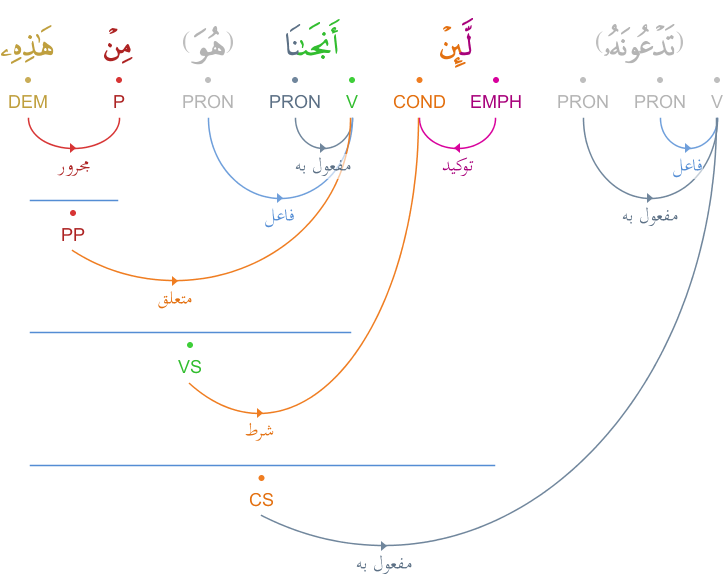 (تَدْعُونَهُۥ) لَّئِنْ أَنجَىٰنَا (هُوَ) مِنْ هَٰذِهِۦ
DEM P PRON PRON V COND EMPH PRON PRON V
مجرور مفعول به توكيد فاعل
فاعل مفعول به
PP
متعلق
VS
شرط
CS
مفعول به